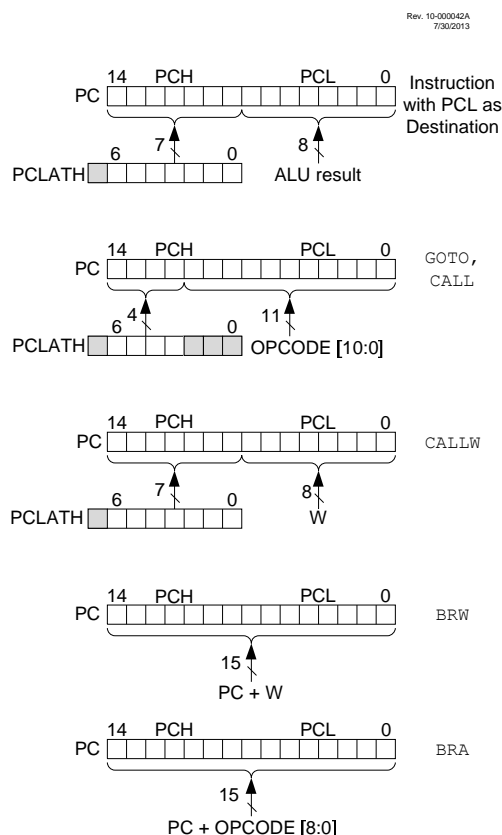 Rev. 10-000042A
7/30/2013
14 PCH PCL 0
PC
Instruction
with PCL as
Destination
7 8
6 0
PCLATH
ALU result
14 PCH PCL 0
PC
GOTO,
CALL
4 11
6 0
PCLATH
OPCODE [10:0]
14 PCH PCL 0
PC
CALLW
7 8
6 0
PCLATH
W
14 PCH PCL 0
PC
BRW
15
PC + W
14 PCH PCL 0
PC
BRA
15
PC + OPCODE [8:0]